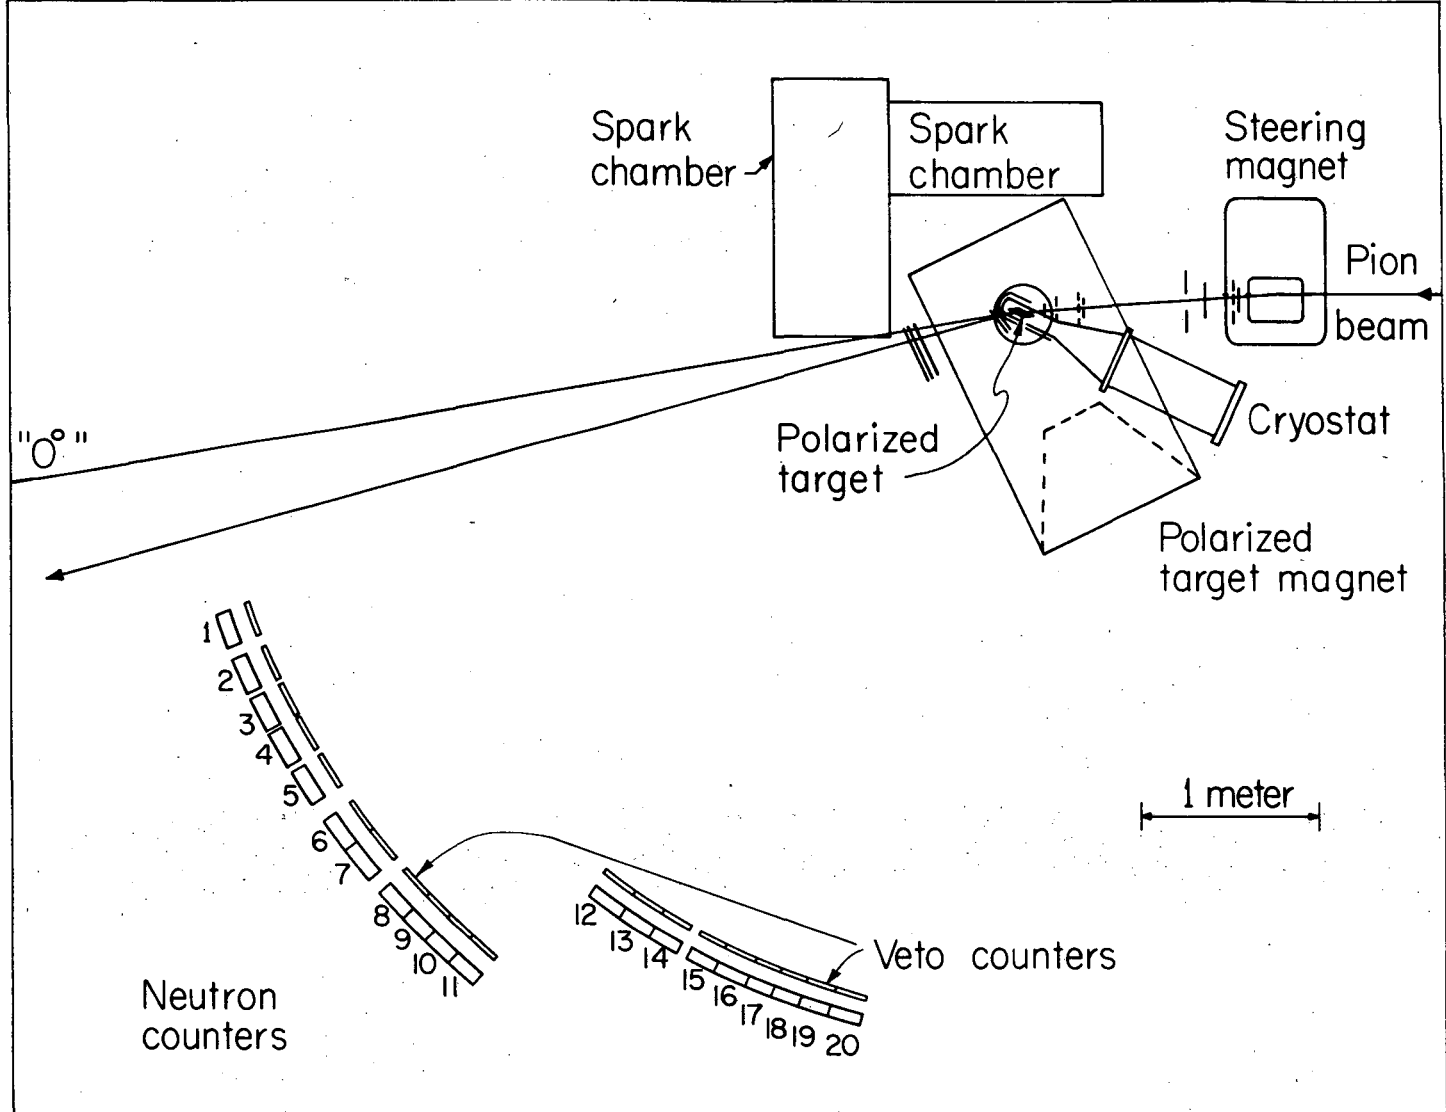 Spark
chamber
Spark
chamber
Steering
magnet
Pion
beam
"0°"
Polarized
target
Cryostat
Polarized
target magnet
1 meter
1
2
3
4
5
6
7
8
9
10
11
12
13
14
15
16
17
18
19
20
Veto counters
Neutron
counters